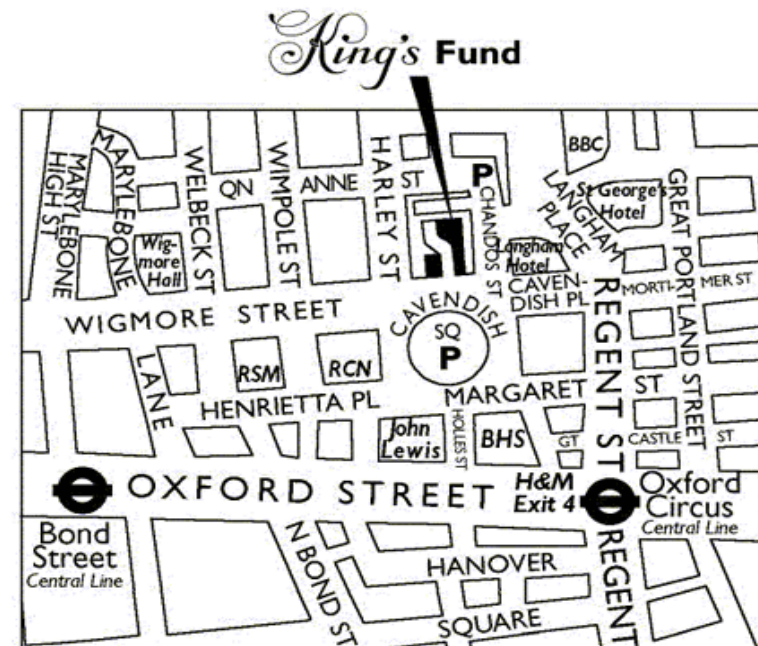 King's Fund
BBC
MARYLEBONE
HIGH ST
MARYLEBONE
LANE
WELBECK ST
WIMPOLE ST
HARLEY ST
QN ANNE ST
P
CHANDOS ST
LANGHAM
PLACE
St George's
Hotel
GREAT PORTLAND STREET
Wig-
more
Hall
Langham
Hotel
CAVEN-
DISH PL
MORTI-
MER ST
WIGMORE STREET
CAVENDISH
SQ
P
REGENT ST
RSM
RCN
HENRIETTA PL
MARGARET ST
John
Lewis
HOLLES ST
BHS
GT CASTLE ST
OXFORD STREET
H&M
Exit 4
Oxford
Circus
Central Line
Bond
Street
Central Line
N BOND ST
HANOVER
SQUARE
REGENT